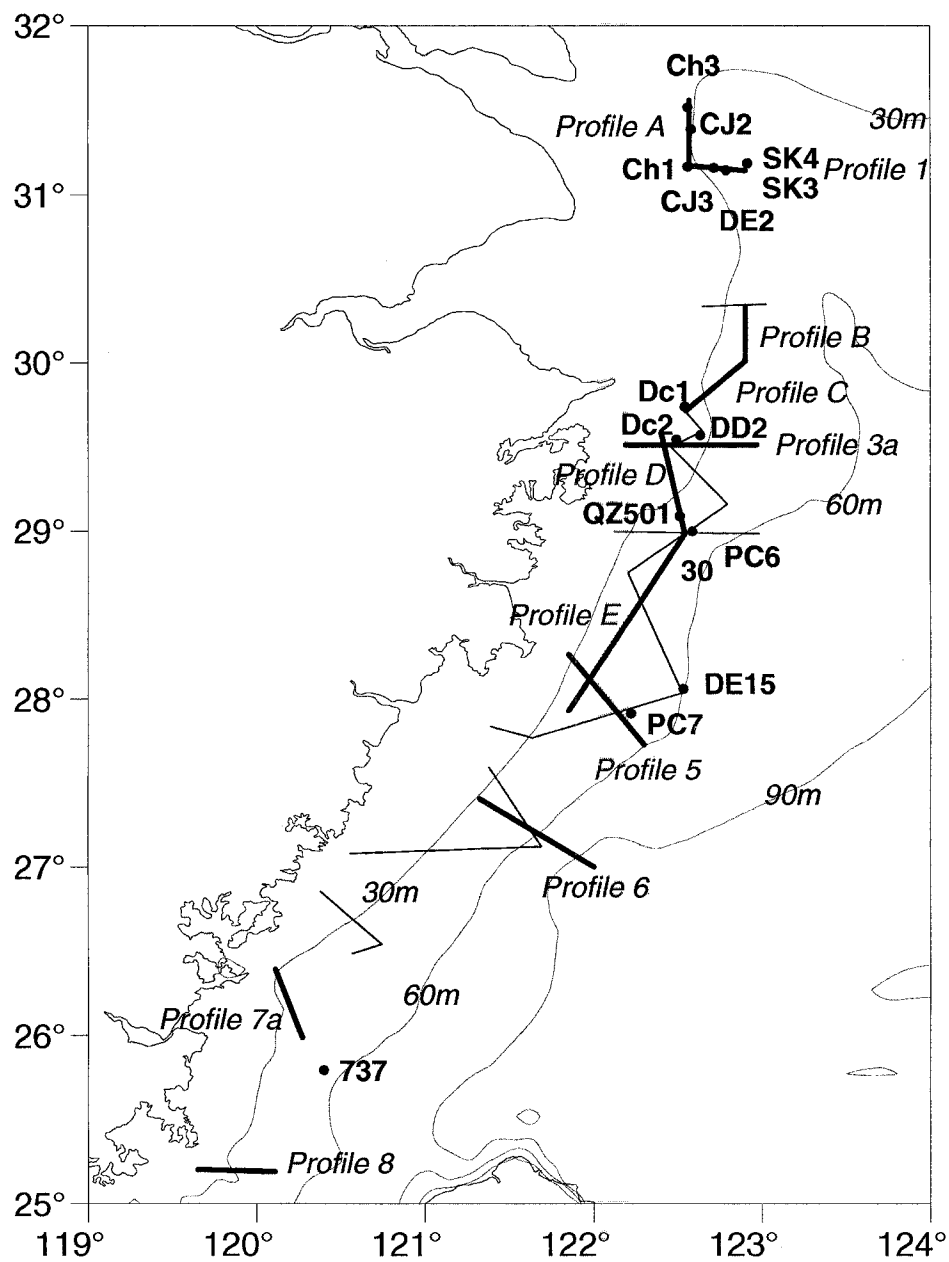 32°
Ch3
30m
Profile A
CJ2
Ch1
SK4
Profile 1
SK3
31°
CJ3
DE2
Profile B
30°
Dc1
Profile C
Dc2
DD2
Profile 3a
Profile D
60m
QZ501
29°
PC6
30
Profile E
28°
DE15
PC7
Profile 5
90m
27°
30m
Profile 6
60m
Profile 7a
26°
737
Profile 8
25°
119°
120°
121°
122°
123°
124°